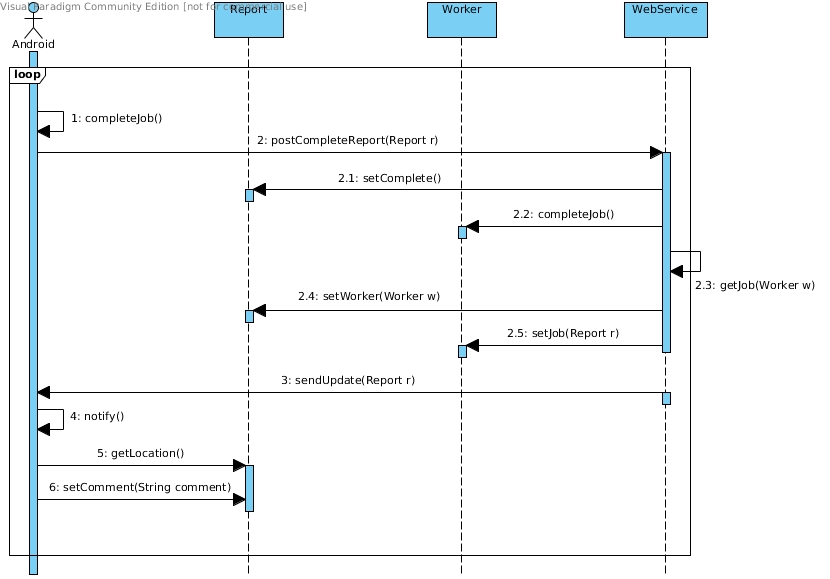 Visual Paradigm Community Edition [not for commercial use]
Report
Worker
WebService
Android
loop
1: completeJob()
2: postCompleteReport(Report r)
2.1: setComplete()
2.2: completeJob()
2.3: getJob(Worker w)
2.4: setWorker(Worker w)
2.5: setJob(Report r)
3: sendUpdate(Report r)
4: notify()
5: getLocation()
6: setComment(String comment)